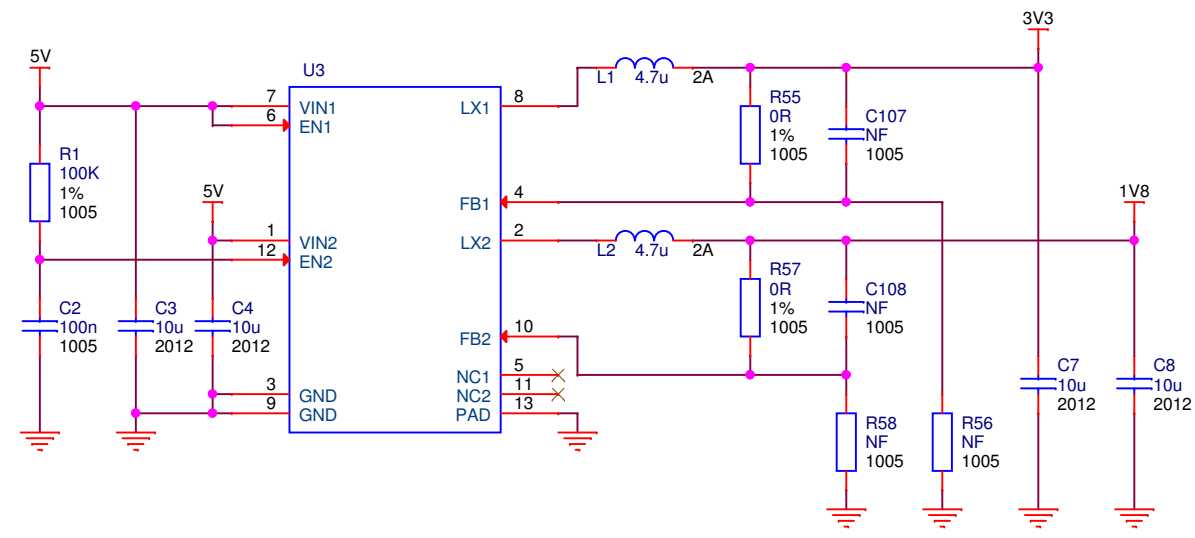 3V3
5V
U3
L1 4.7u 2A
7 VIN1
LX1 8
6 EN1
R55
0R
1%
1005
C107
NF
1005
R1
100K
1%
1005
5V
FB1 4
1V8
1 VIN2
LX2 2
12 EN2
L2 4.7u 2A
R57
0R
1%
1005
C108
NF
1005
C2
100n
1005
C3
10u
2012
C4
10u
2012
FB2 10
NC1 5
NC2 11
3 GND
9 GND
PAD 13
C7
10u
2012
C8
10u
2012
R58
NF
1005
R56
NF
1005